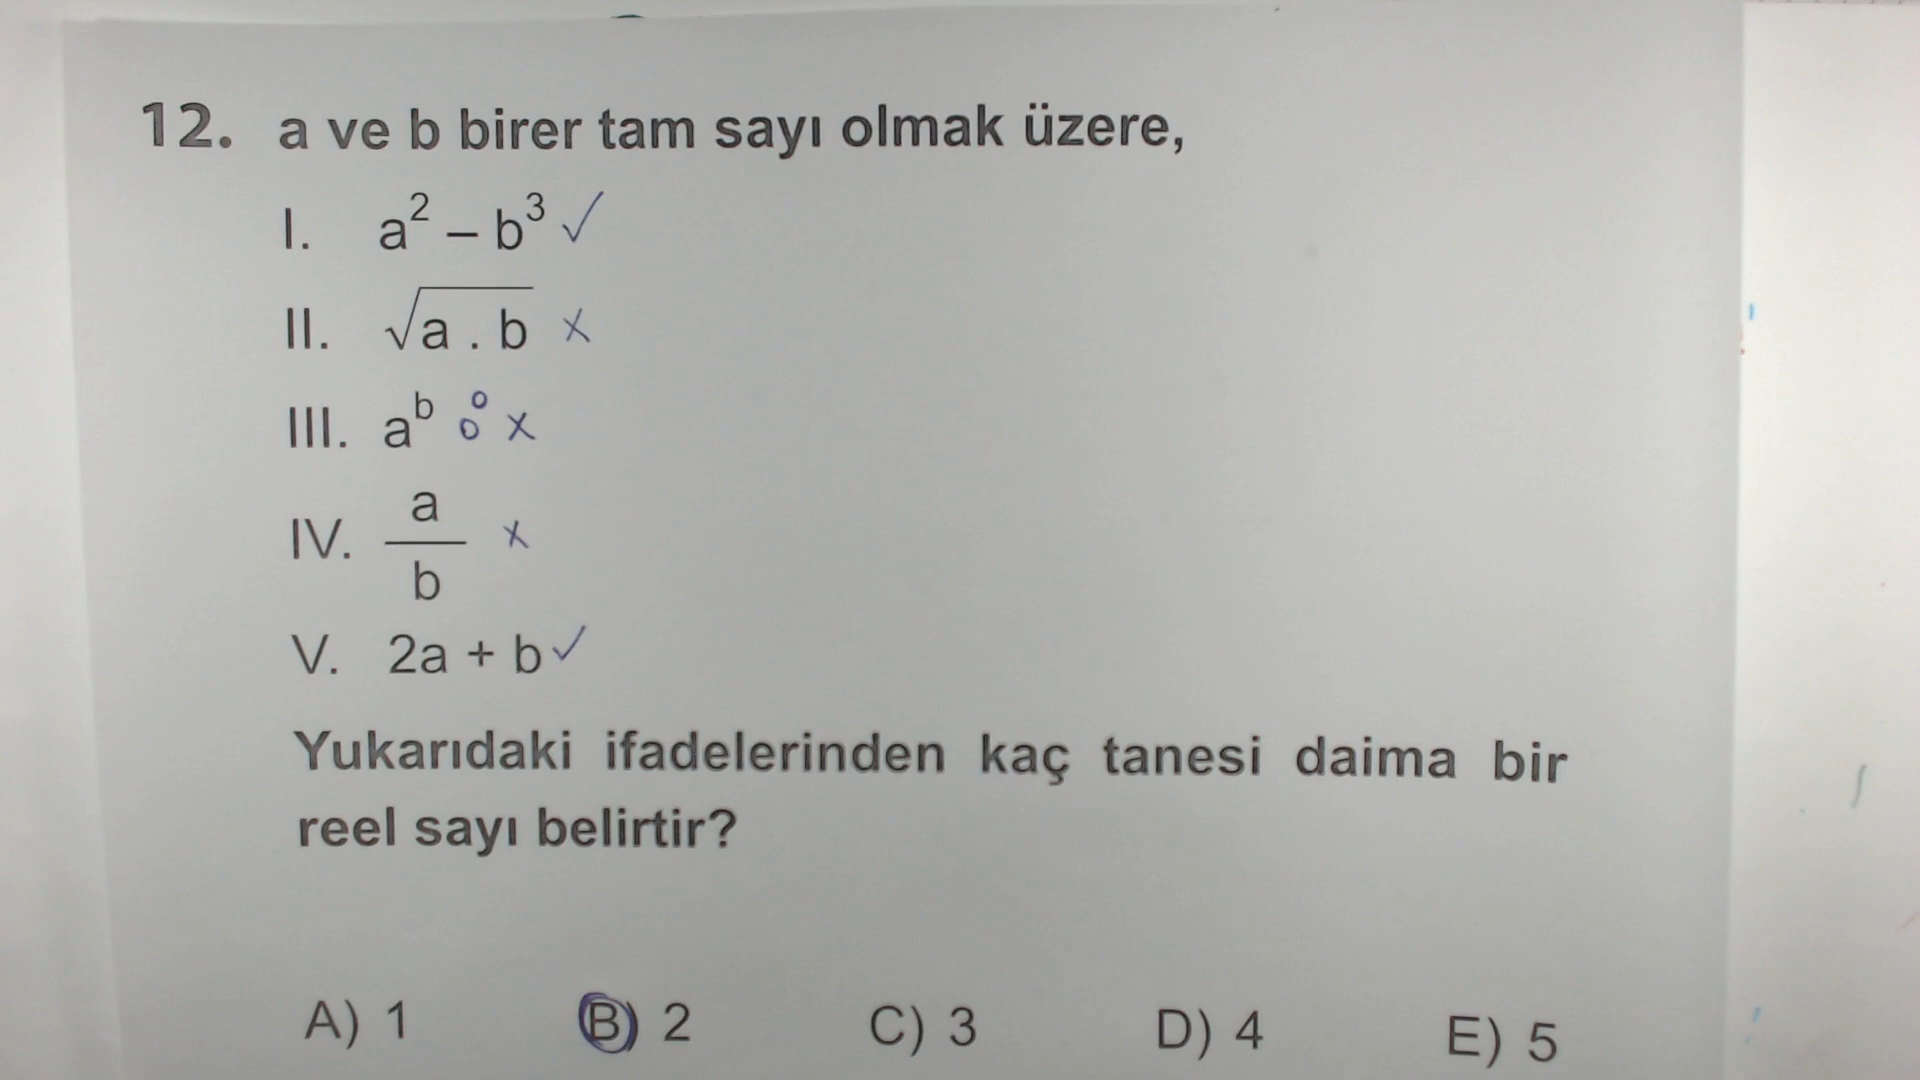 12. a ve b birer tam sayı olmak üzere,
I. a² – b³ ✓
II. √a . b x
III. aᵇ 0⁰ x
IV. a/b x
V. 2a + b ✓
Yukarıdaki ifadelerinden kaç tanesi daima bir
reel sayı belirtir?
A) 1 B) 2 C) 3 D) 4 E) 5